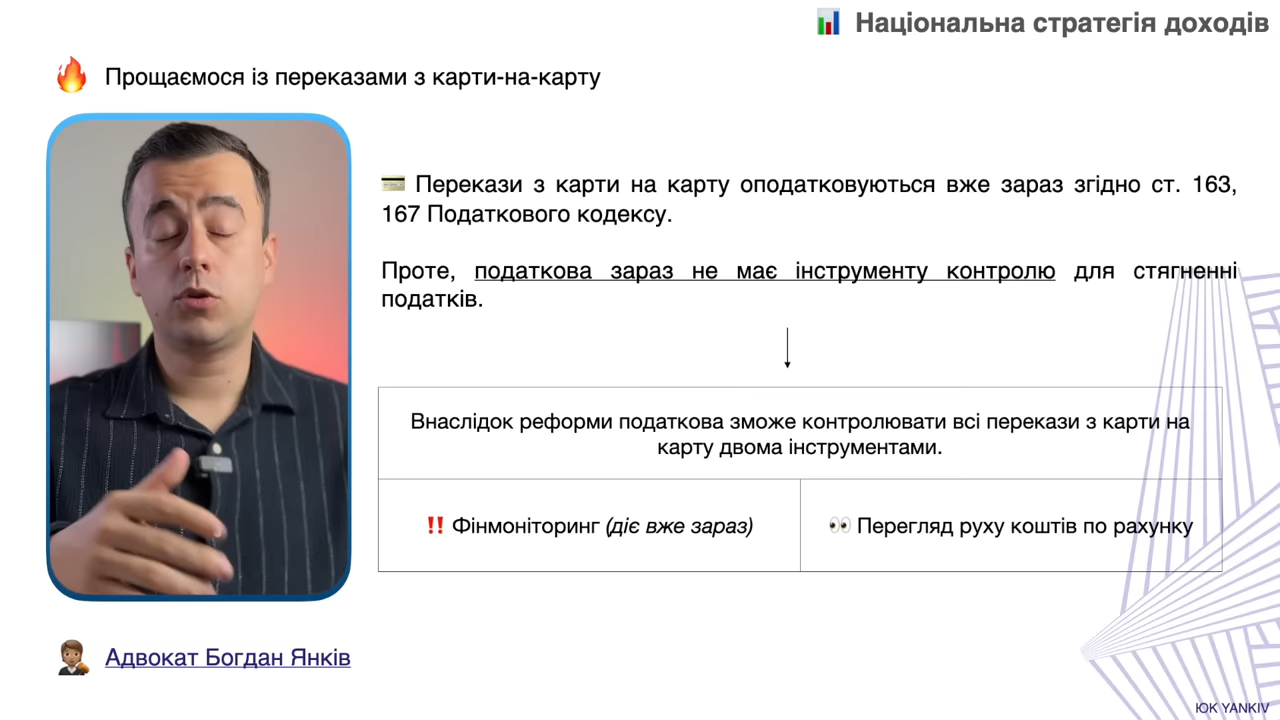 Національна стратегія доходів
Прощаємося із переказами з карти-на-карту
Перекази з карти на карту оподатковуються вже зараз згідно ст. 163,
167 Податкового кодексу.
Проте, податкова зараз не має інструменту контролю для стягненні
податків.
Внаслідок реформи податкова зможе контролювати всі перекази з карти на
карту двома інструментами.
‼ Фінмоніторинг (діє вже зараз)
Перегляд руху коштів по рахунку
Адвокат Богдан Янків
ЮК YANKIV